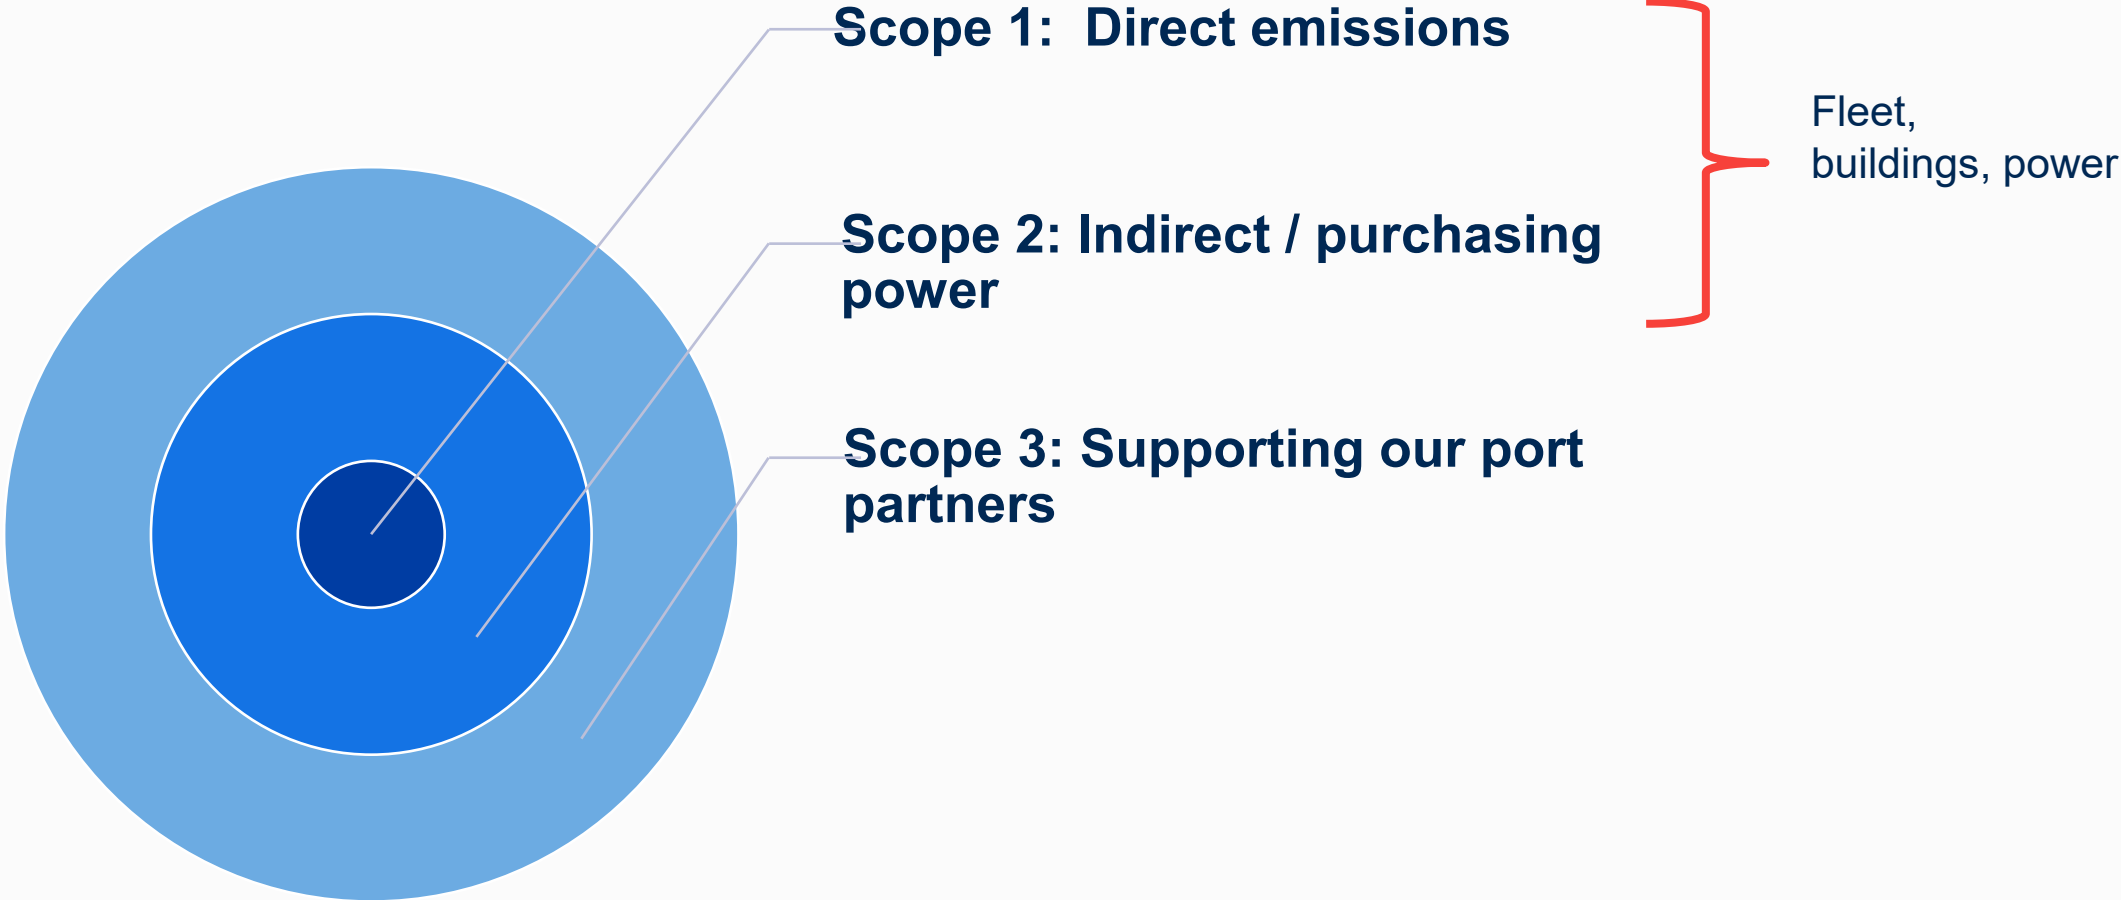 Scope 1:  Direct emissions
Fleet,
buildings, power
Scope 2: Indirect / purchasing
power
Scope 3: Supporting our port
partners